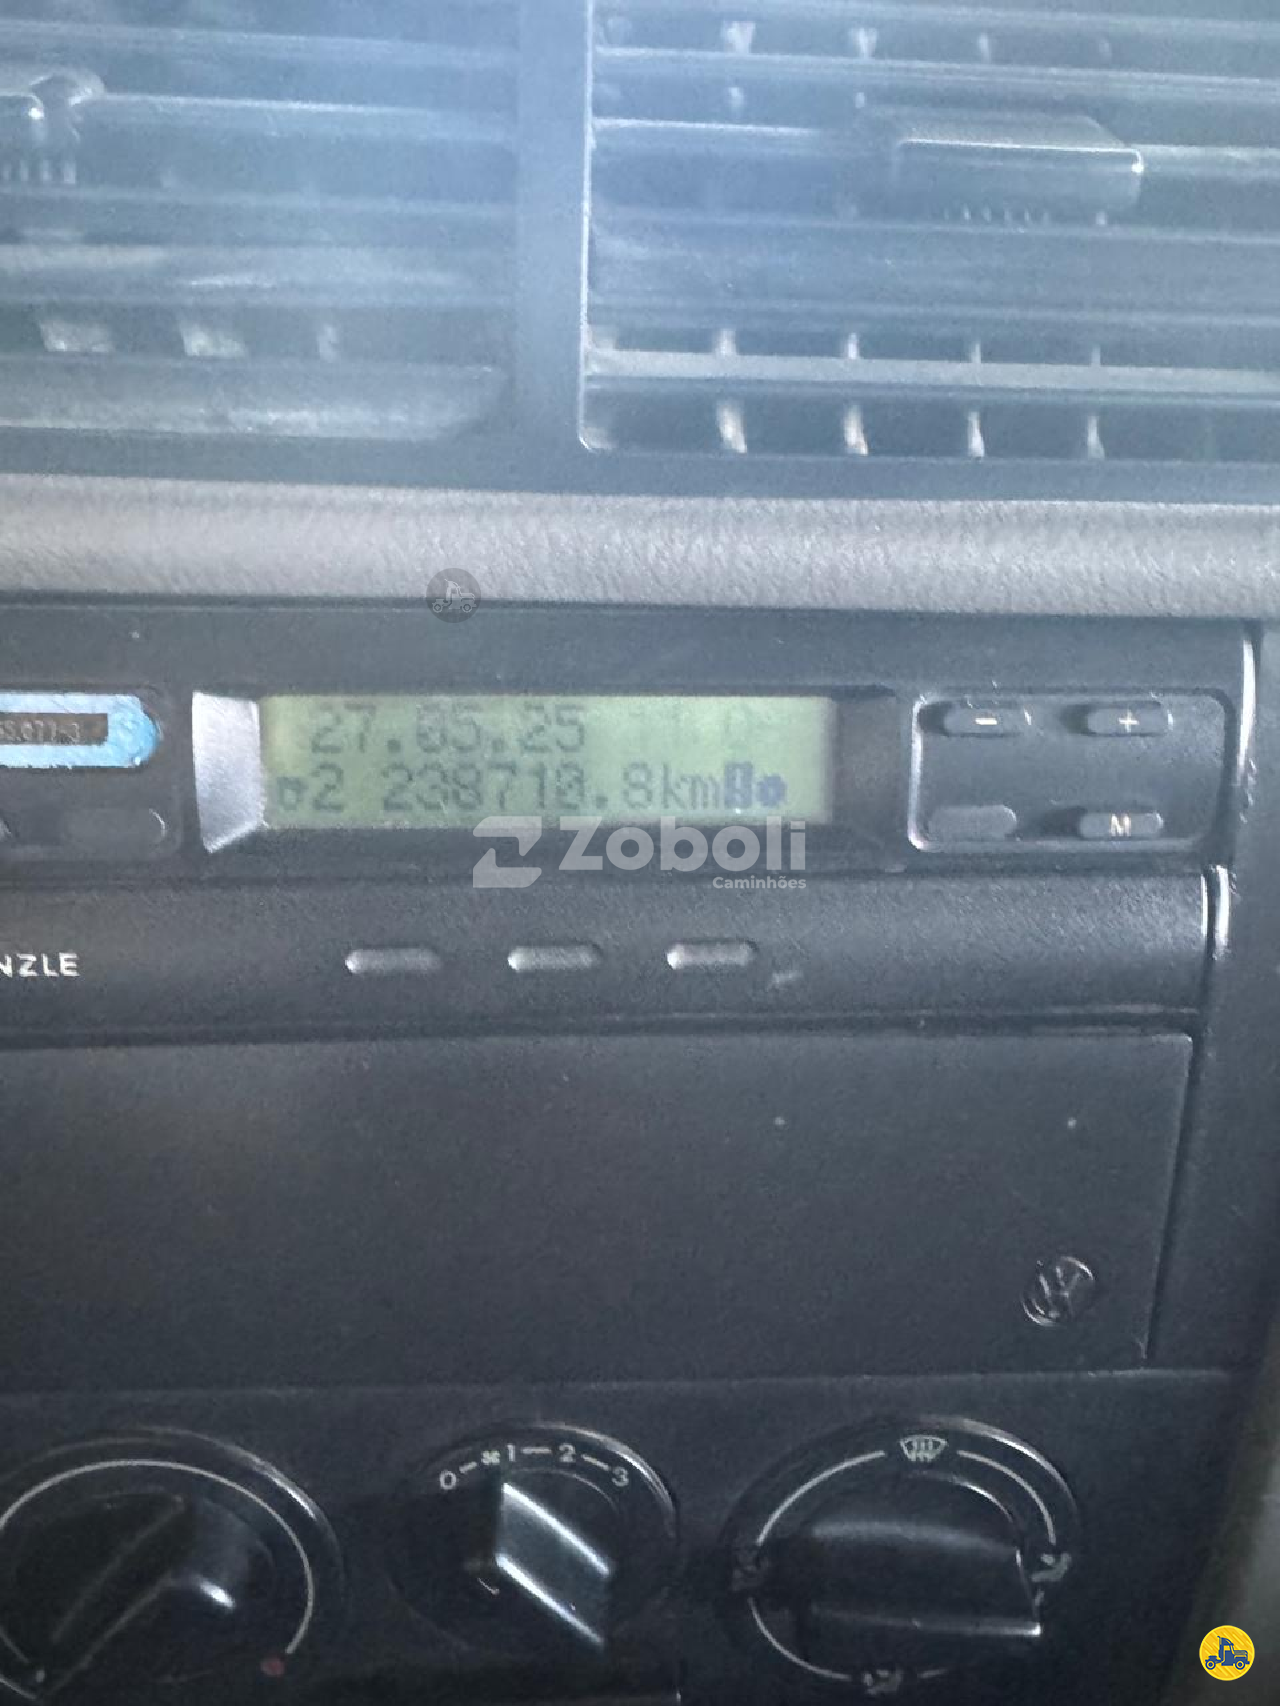 27.05.25
2 238710.8km
- +
M
Zoboli
Caminhões
NZLE
0 1 2 3